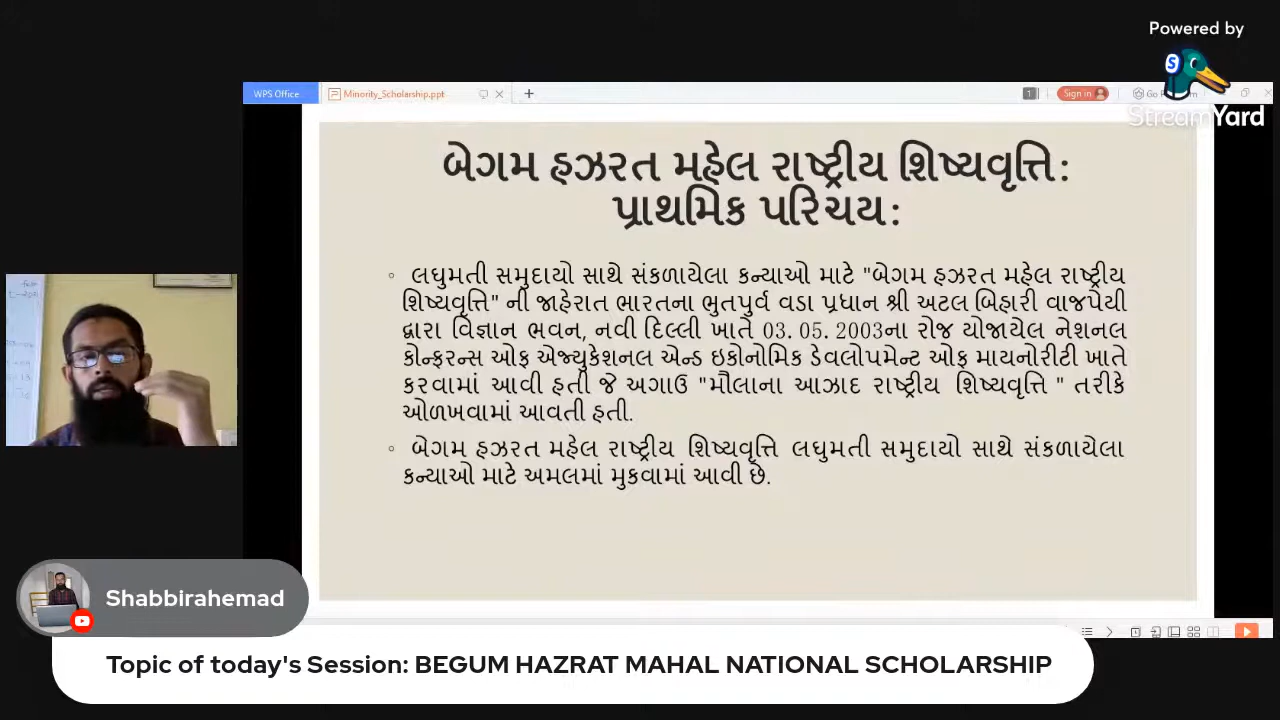 Powered by
StreamYard
WPS Office
Minority_Scholarship.ppt
1
Sign in
બેગમ હઝરત મહેલ રાષ્ટ્રીય શિષ્યવૃત્તિ:
પ્રાથમિક પરિચય:
લઘુમતી સમુદાયો સાથે સંકળાયેલા કન્યાઓ માટે "બેગમ હઝરત મહેલ રાષ્ટ્રીય
શિષ્યવૃત્તિ" ની જાહેરાત ભારતના ભુતપુર્વ વડા પ્રધાન શ્રી અટલ બિહારી વાજપેયી
દ્વારા વિજ્ઞાન ભવન, નવી દિલ્લી ખાતે 03. 05. 2003ના રોજ યોજાયેલ નેશનલ
કોન્ફરન્સ ઓફ એજ્યુકેશનલ એન્ડ ઇકોનોમિક ડેવલોપમેન્ટ ઓફ માયનોરીટી ખાતે
કરવામાં આવી હતી જે અગાઉ "મૌલાના આઝાદ રાષ્ટ્રીય શિષ્યવૃત્તિ " તરીકે
ઓળખવામાં આવતી હતી.
બેગમ હઝરત મહેલ રાષ્ટ્રીય શિષ્યવૃત્તિ લઘુમતી સમુદાયો સાથે સંકળાયેલા
કન્યાઓ માટે અમલમાં મુકવામાં આવી છે.
Shabbirahemad
Topic of today's Session: BEGUM HAZRAT MAHAL NATIONAL SCHOLARSHIP